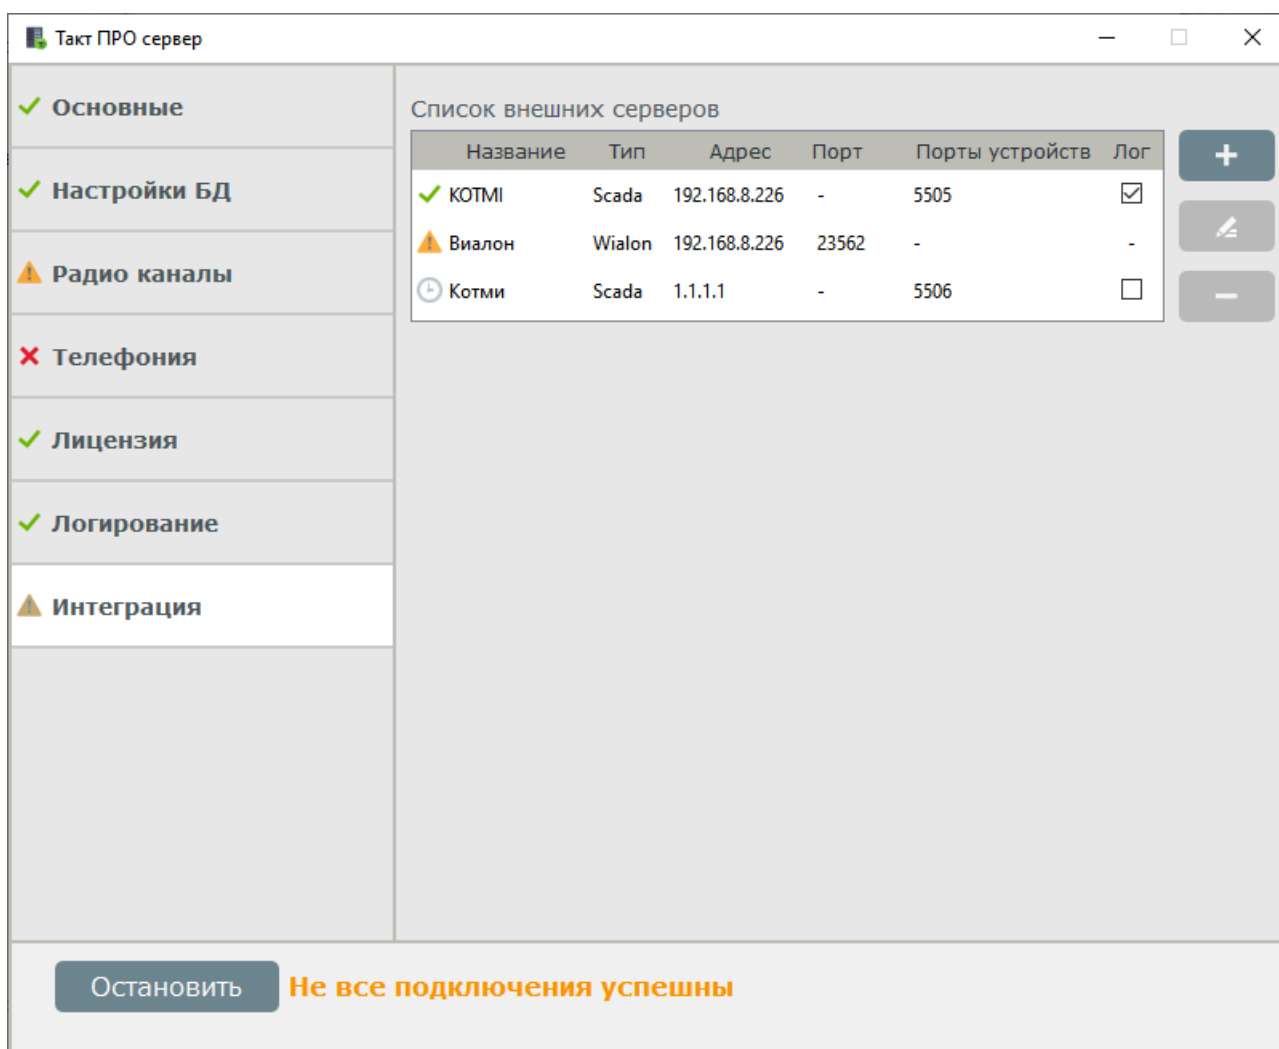 Такт ПРО сервер
Основные
Настройки БД
Радио каналы
Телефония
Лицензия
Логирование
Интеграция
Список внешних серверов
Название Тип Адрес Порт Порты устройств Лог
КОТМІ Scada 192.168.8.226 - 5505
Виалон Wialon 192.168.8.226 23562 - -
Котми Scada 1.1.1.1 - 5506
Остановить Не все подключения успешны